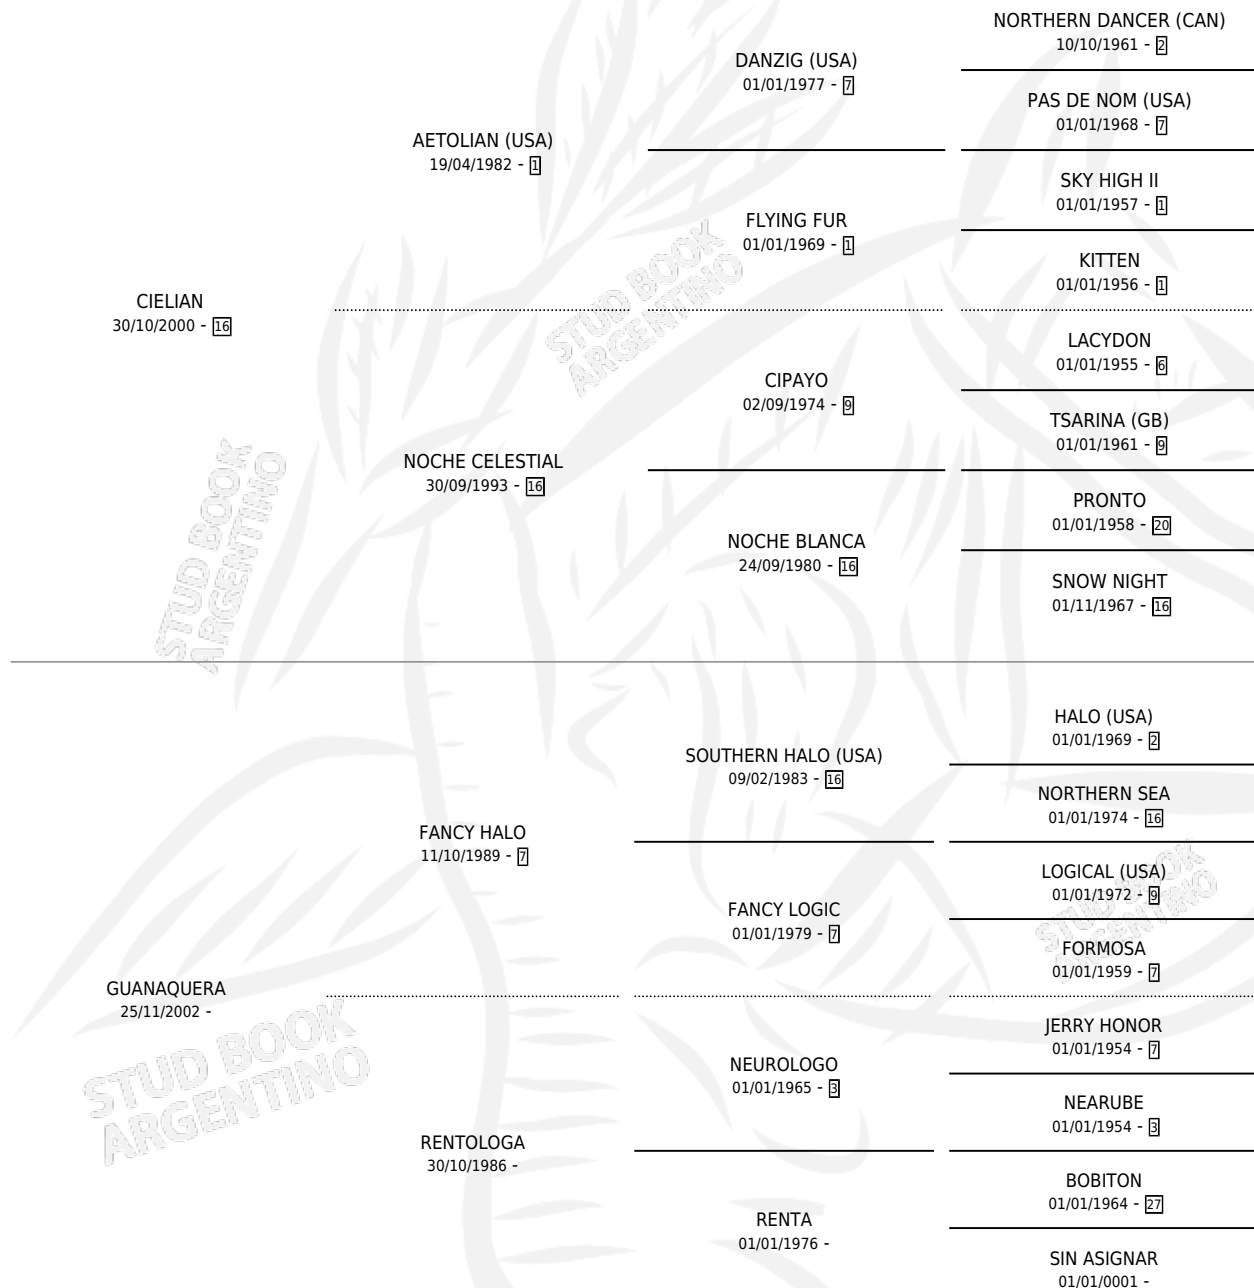 NORTHERN DANCER (CAN)
10/10/1961 - 2
DANZIG (USA)
01/01/1977 - 7
PAS DE NOM (USA)
01/01/1968 - 7
AETOLIAN (USA)
19/04/1982 - 1
SKY HIGH II
01/01/1957 - 1
FLYING FUR
01/01/1969 - 1
KITTEN
01/01/1956 - 1
CIELIAN
30/10/2000 - 16
STUD BOOK
ARGENTINO
LACYDON
01/01/1955 - 6
CIPAYO
02/09/1974 - 9
TSARINA (GB)
01/01/1961 - 9
NOCHE CELESTIAL
30/09/1993 - 16
PRONTO
01/01/1958 - 20
NOCHE BLANCA
24/09/1980 - 16
SNOW NIGHT
01/11/1967 - 16
STUD BOOK
ARGENTINO
HALO (USA)
01/01/1969 - 2
SOUTHERN HALO (USA)
09/02/1983 - 16
NORTHERN SEA
01/01/1974 - 16
FANCY HALO
11/10/1989 - 7
LOGICAL (USA)
01/01/1972 - 9
FANCY LOGIC
01/01/1979 - 7
STUD BOOK
ARGENTINO
FORMOSA
01/01/1959 - 7
GUANAQUERA
25/11/2002 -
STUD BOOK
ARGENTINO
JERRY HONOR
01/01/1954 - 7
NEUROLOGO
01/01/1965 - 3
NEARUBE
01/01/1954 - 3
RENTOLOGA
30/10/1986 -
BOBITON
01/01/1964 - 27
RENTA
01/01/1976 -
SIN ASIGNAR
01/01/0001 -